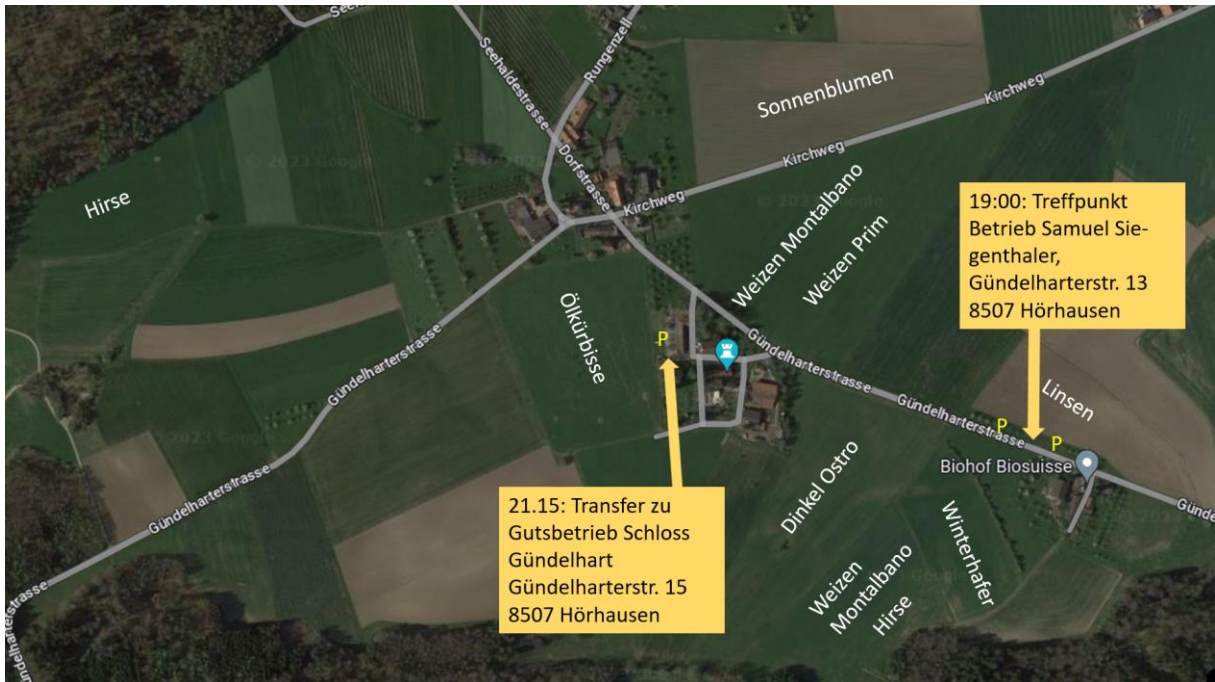 Seehaldestrasse
Rungenzell
Sonnenblumen
Kirchweg
© 2023 Google
Dorfstrasse
Kirchweg
Hirse
Kirchweg
Weizen Montalbano
Weizen Prim
19:00: Treffpunkt
Betrieb Samuel Sie-
genthaler,
Gündelharterstr. 13
8507 Hörhausen
Ölkürbisse
P
Gündelharterstrasse
Gündelharterstrasse
Gündelharterstrasse
Linsen
P
P
Biohof Biosuisse
Gündelharterstrasse
21.15: Transfer zu
Gutsbetrieb Schloss
Gündelhart
Gündelharterstr. 15
8507 Hörhausen
Dinkel Ostro
Winterhafer
Weizen
Montalbano
Hirse
ündelharterstrasse